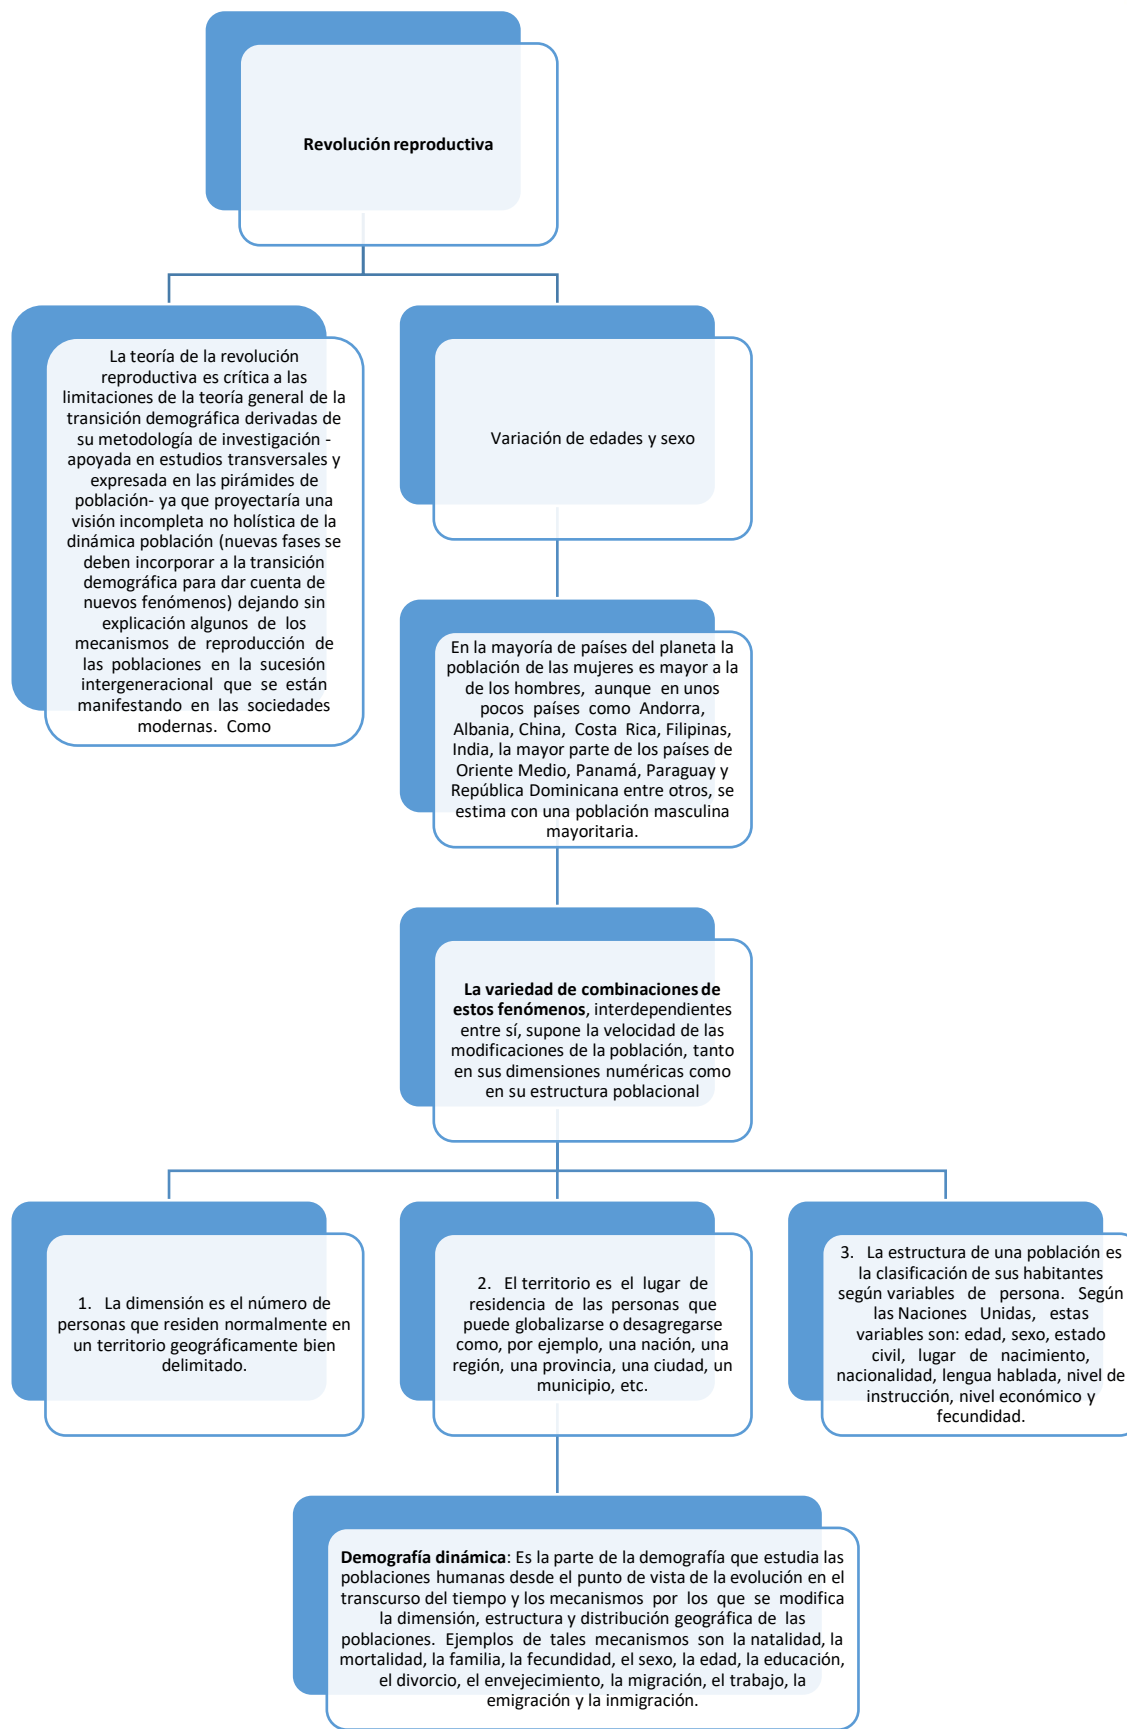 Revolución reproductiva
La teoría de la revolución
reproductiva es crítica a las
limitaciones de la teoría general de la
transición demográfica derivadas de
su metodología de investigación -
apoyada en estudios transversales y
expresada en las pirámides de
población- ya que proyectaría una
visión incompleta no holística de la
dinámica población (nuevas fases se
deben incorporar a la transición
demográfica para dar cuenta de
nuevos fenómenos) dejando sin
explicación algunos de los
mecanismos de reproducción de
las poblaciones en la sucesión
intergeneracional que se están
manifestando en las sociedades
modernas. Como
Variación de edades y sexo
En la mayoría de países del planeta la
población de las mujeres es mayor a la
de los hombres, aunque en unos
pocos países como Andorra,
Albania, China, Costa Rica, Filipinas,
India, la mayor parte de los países de
Oriente Medio, Panamá, Paraguay y
República Dominicana entre otros, se
estima con una población masculina
mayoritaria.
La variedad de combinaciones de
estos fenómenos, interdependientes
entre sí, supone la velocidad de las
modificaciones de la población, tanto
en sus dimensiones numéricas como
en su estructura poblacional
1. La dimensión es el número de
personas que residen normalmente en
un territorio geográficamente bien
delimitado.
2. El territorio es el lugar de
residencia de las personas que
puede globalizarse o desagregarse
como, por ejemplo, una nación, una
región, una provincia, una ciudad, un
municipio, etc.
3. La estructura de una población es
la clasificación de sus habitantes
según variables de persona. Según
las Naciones Unidas, estas
variables son: edad, sexo, estado
civil, lugar de nacimiento,
nacionalidad, lengua hablada, nivel de
instrucción, nivel económico y
fecundidad.
Demografía dinámica: Es la parte de la demografía que estudia las
poblaciones humanas desde el punto de vista de la evolución en el
transcurso del tiempo y los mecanismos por los que se modifica
la dimensión, estructura y distribución geográfica de las
poblaciones. Ejemplos de tales mecanismos son la natalidad, la
mortalidad, la familia, la fecundidad, el sexo, la edad, la educación,
el divorcio, el envejecimiento, la migración, el trabajo, la
emigración y la inmigración.